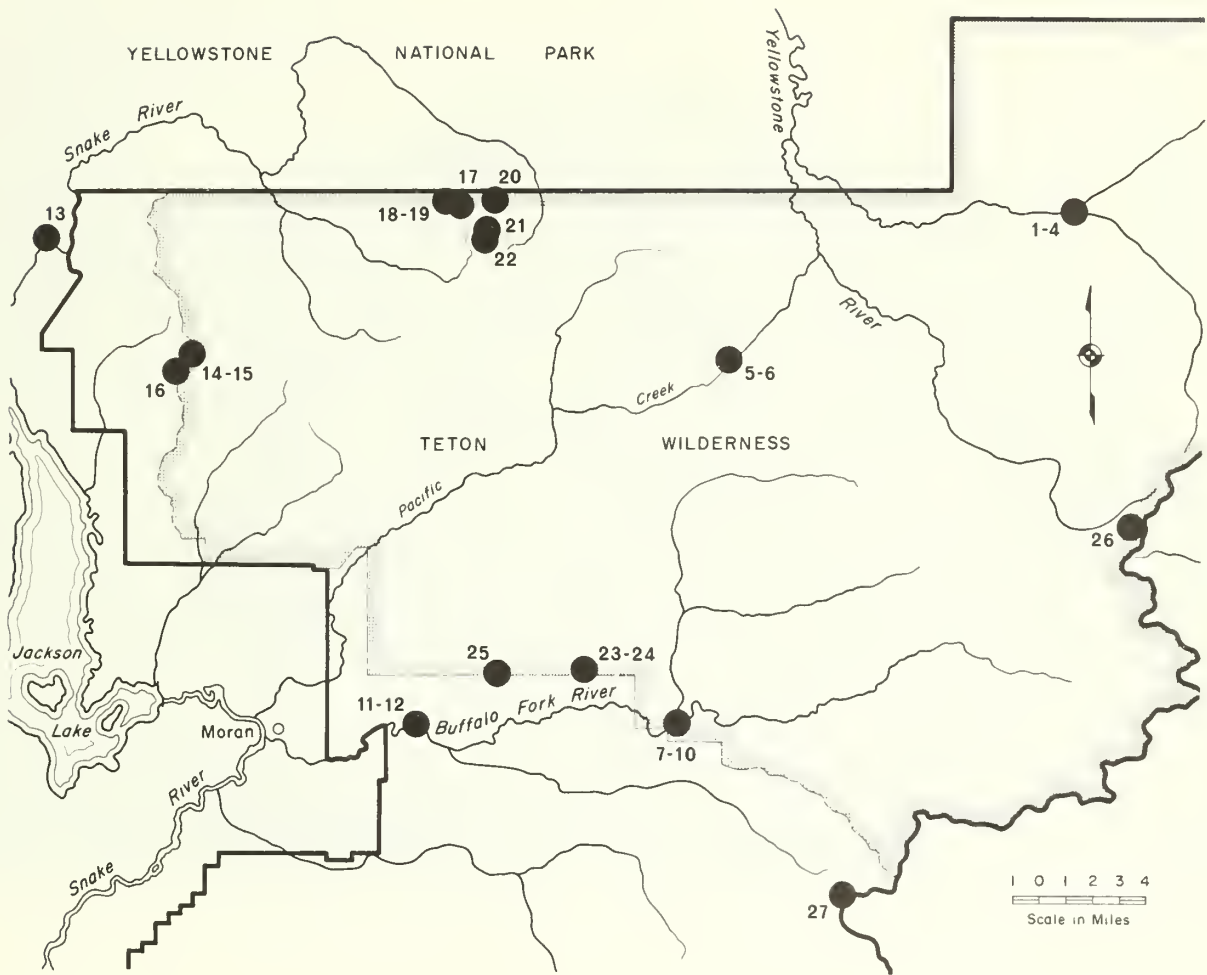 YELLOWSTONE NATIONAL PARK
Yellowstone
Snake River
17
20
18-19
13
21
1-4
22
River
14-15
16
5-6
Creek
TETON WILDERNESS
Pacific
26
Jackson
25
23-24
Lake
Moran
11-12
Buffalo Fork River
7-10
River
Snake
27
1 0 1 2 3 4
Scale in Miles